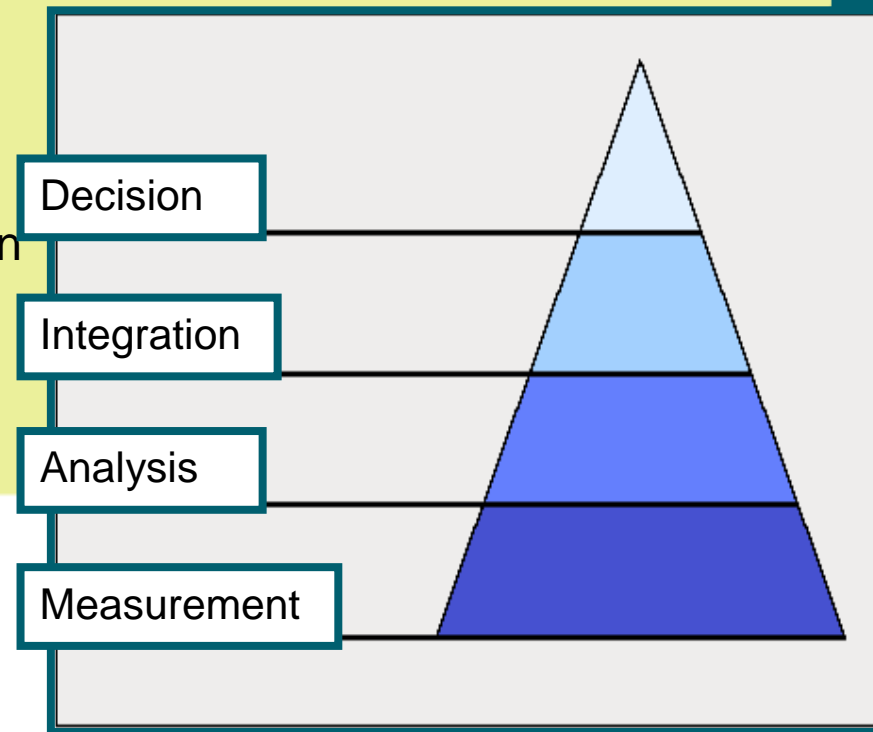 Decision
n
Integration
Analysis
Measurement